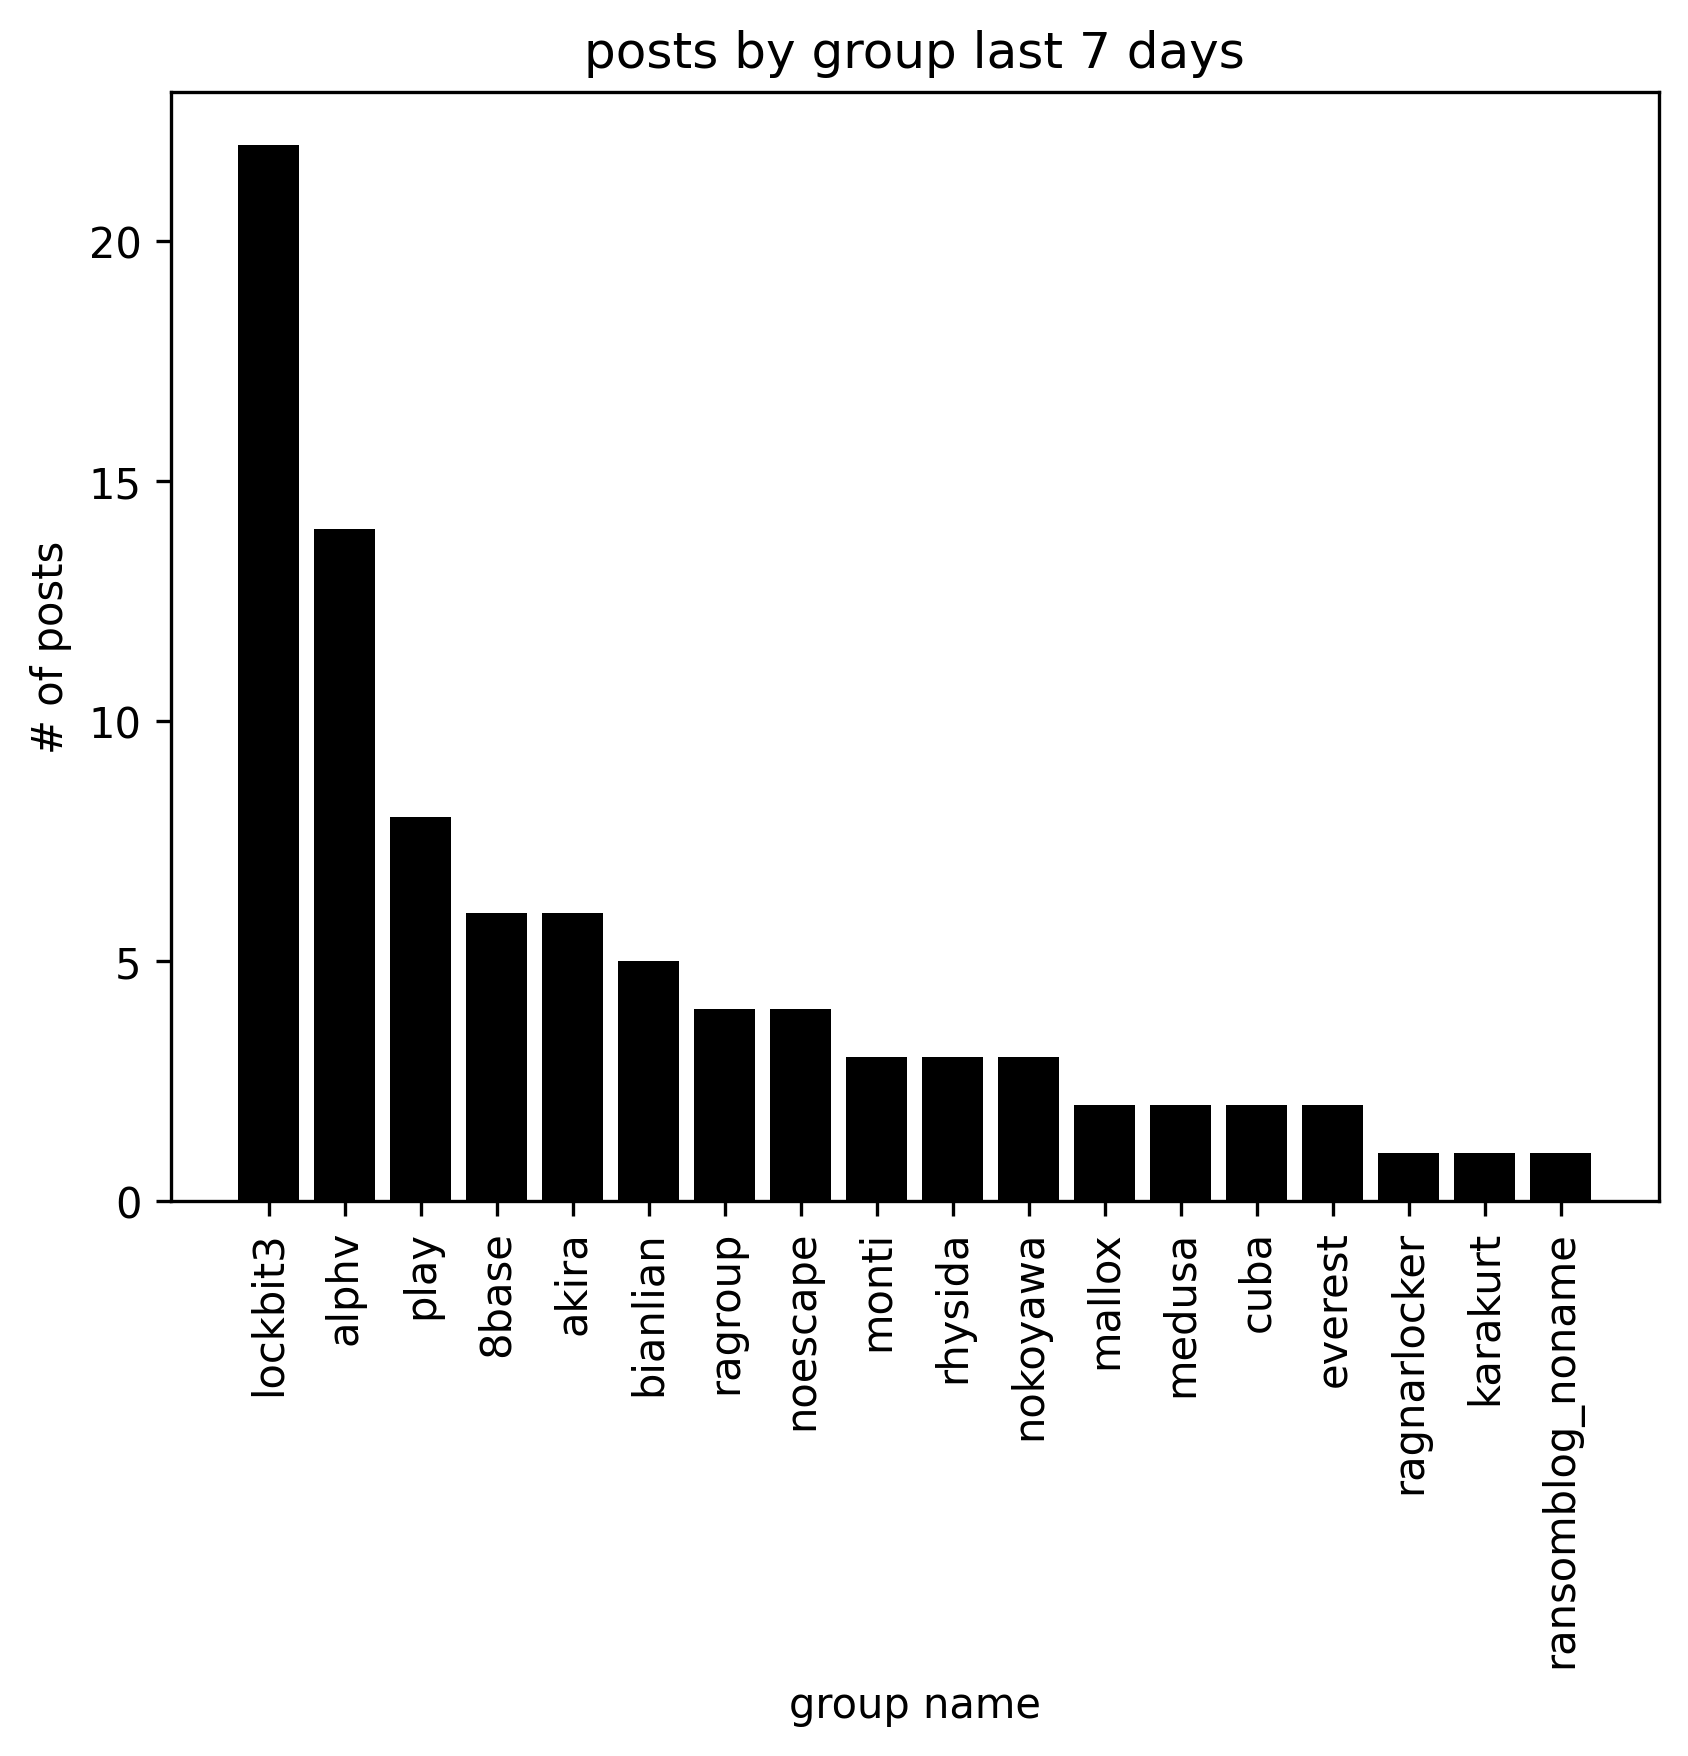 posts by group last 7 days
# of posts
20
15
10
5
0
lockbit3
alphv
play
8base
akira
bianlian
ragroup
noescape
monti
rhysida
nokoyawa
mallox
medusa
cuba
everest
ragnarlocker
karakurt
ransomblog_noname
group name